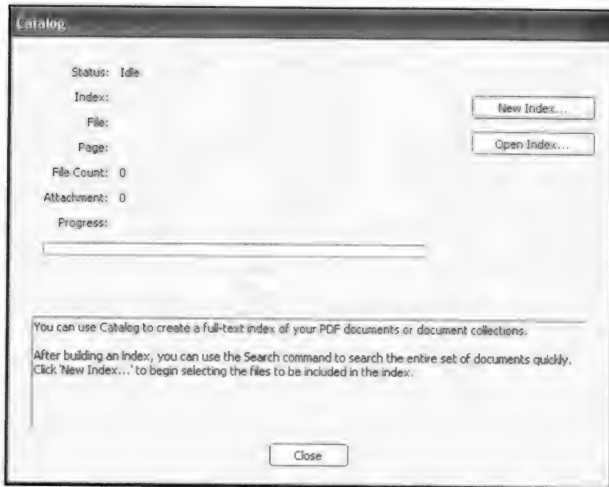 Catalog
Status: Idle
Index:
File:
Page:
File Count: 0
Attachment: 0
Progress:
New Index...
Open Index...
You can use Catalog to create a full-text index of your PDF documents or document collections.
After building an index, you can use the Search command to search the entire set of documents quickly.
Click 'New Index...' to begin selecting the files to be included in the index.
Close